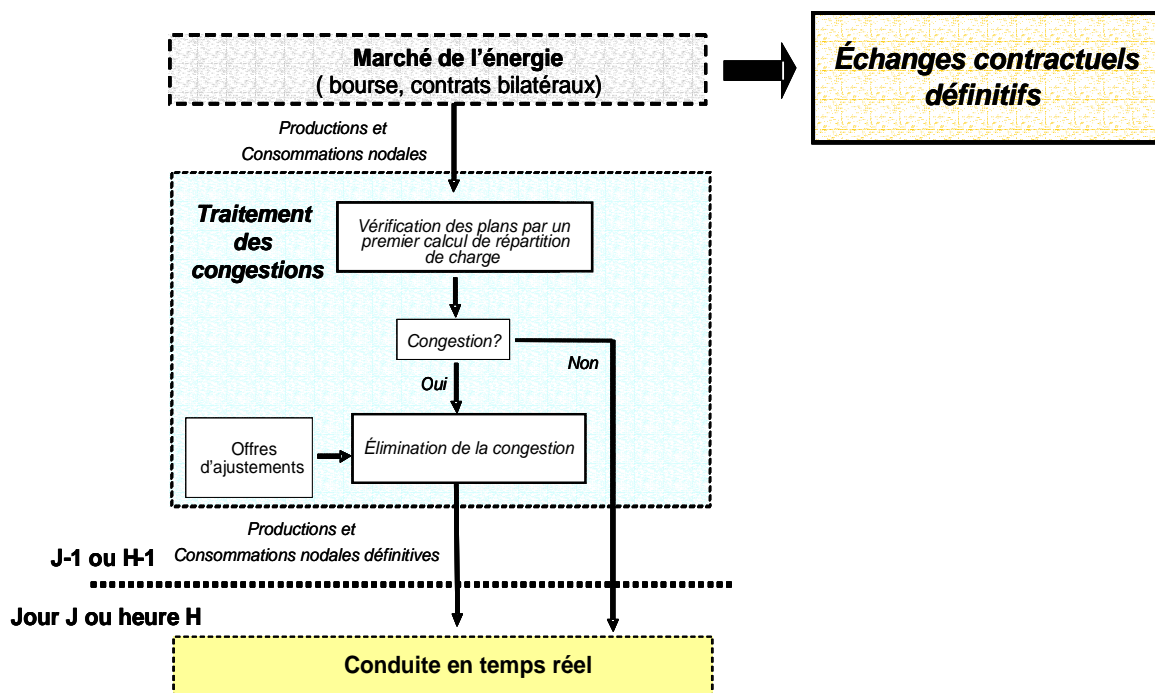 Marché de l'énergie
( bourse, contrats bilatéraux)
Échanges contractuels
définitifs
Productions et
Consommations nodales
Traitement
des
congestions
Vérification des plans par un
premier calcul de répartition
de charge
Congestion?
Non
Oui
Offres
d'ajustements
Élimination de la congestion
Productions et
Consommations nodales définitives
J-1 ou H-1
Jour J ou heure H
Conduite en temps réel